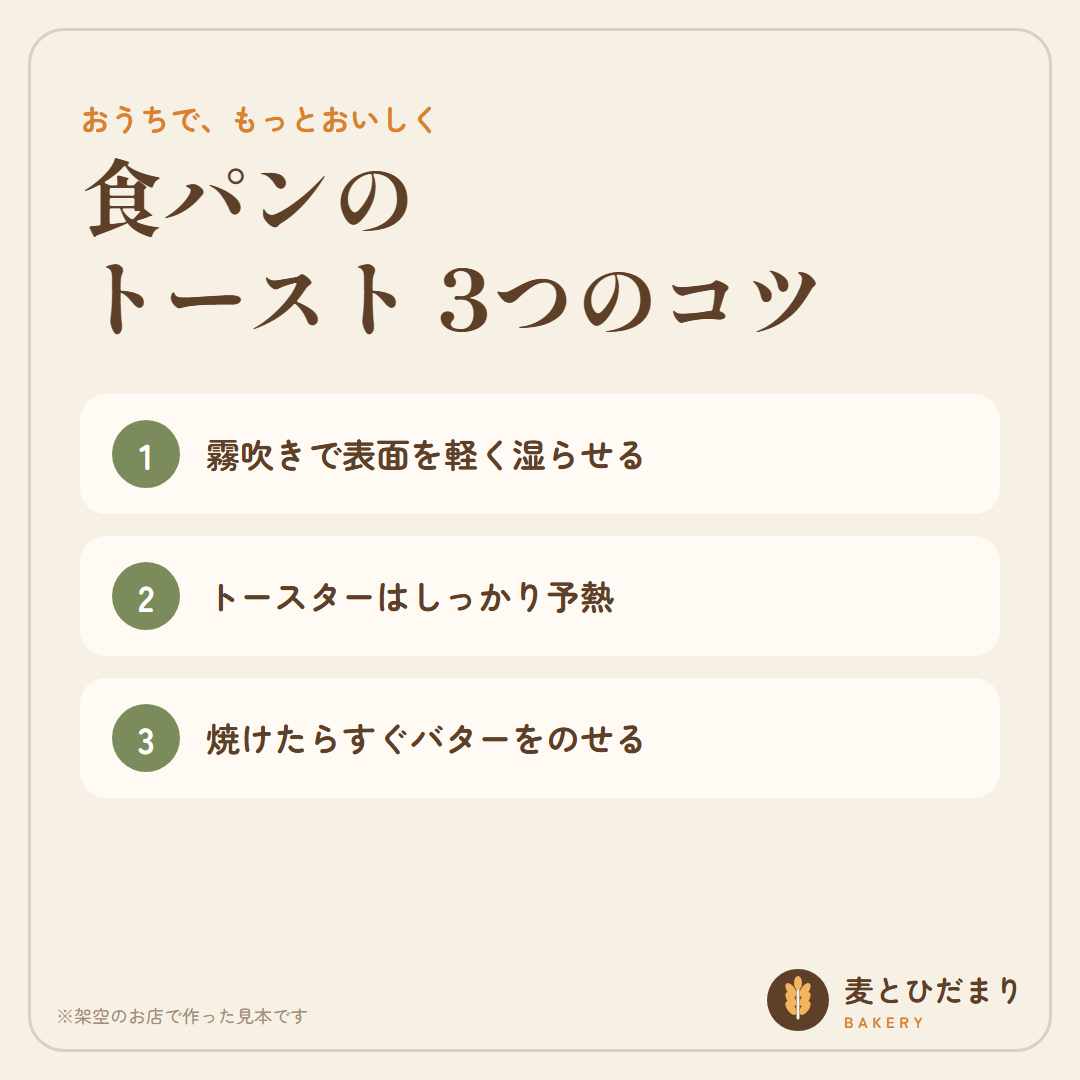 おうちで、もっとおいしく
食パンの
トースト 3つのコツ
1 霧吹きで表面を軽く湿らせる
2 トースターはしっかり予熱
3 焼けたらすぐバターをのせる
麦とひだまり
BAKERY
※架空のお店で作った見本です